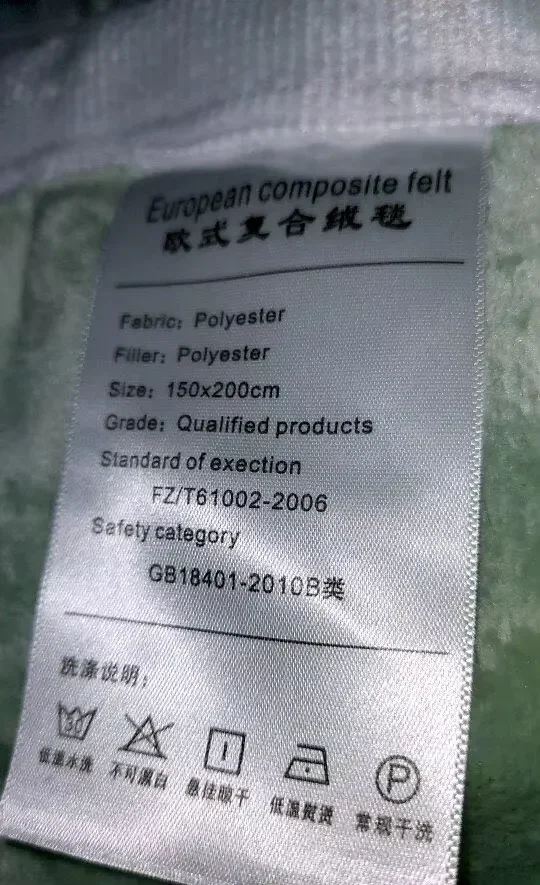 European composite felt
欧式复合绒毯
Fabric: Polyester
Filler: Polyester
Size: 150x200cm
Grade: Qualified products
Standard of exection
FZ/T61002-2006
Safety category
GB18401-2010B类
洗涤说明:
30 P
低温水洗 不可漂白 悬挂晾干 低温熨烫 常规干洗